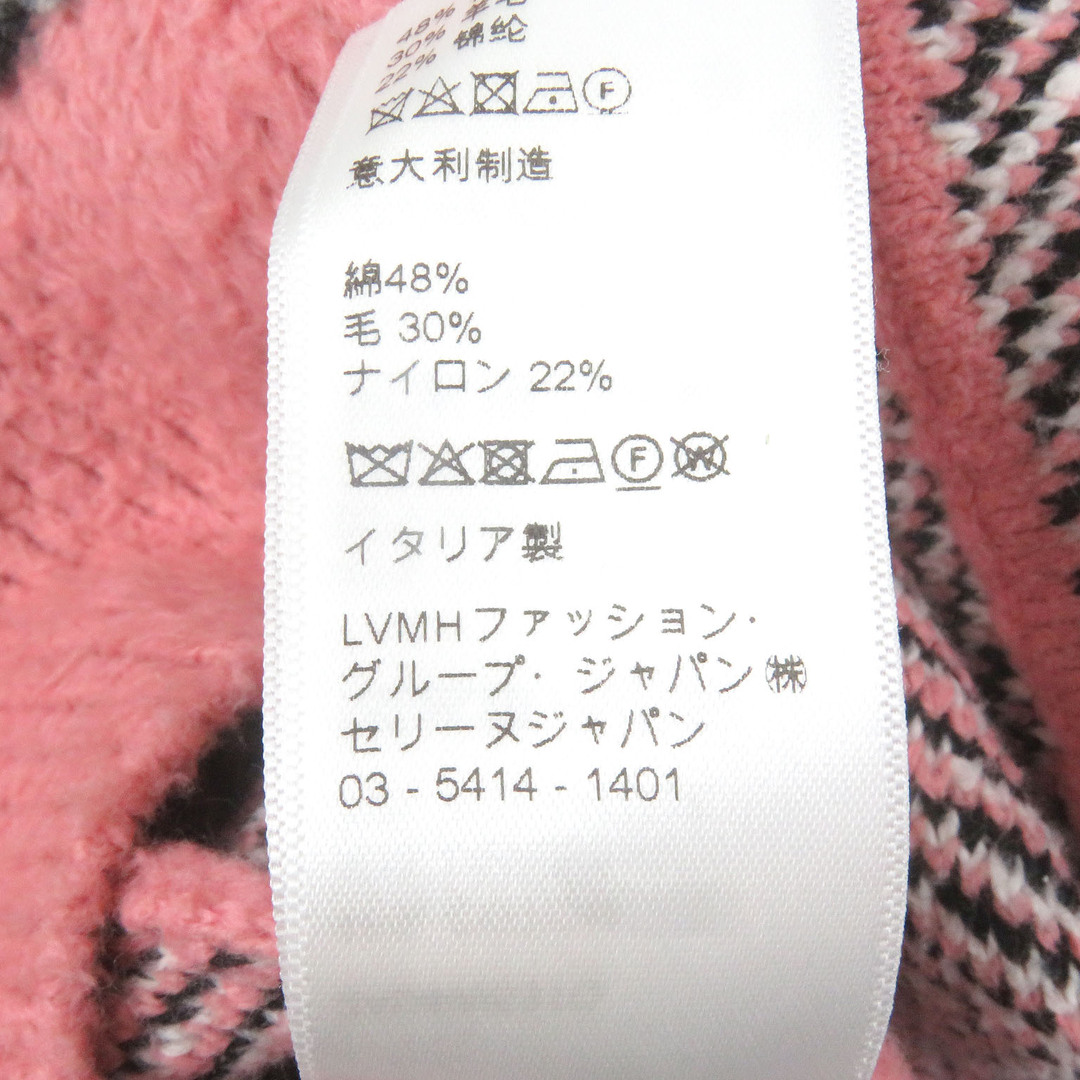 48% 羊毛
30% 锦纶
22%
F
意大利制造
綿48%
毛 30%
ナイロン 22%
F W
イタリア製
LVMHファッション・
グループ・ジャパン㈱
セリーヌジャパン
03 - 5414 - 1401